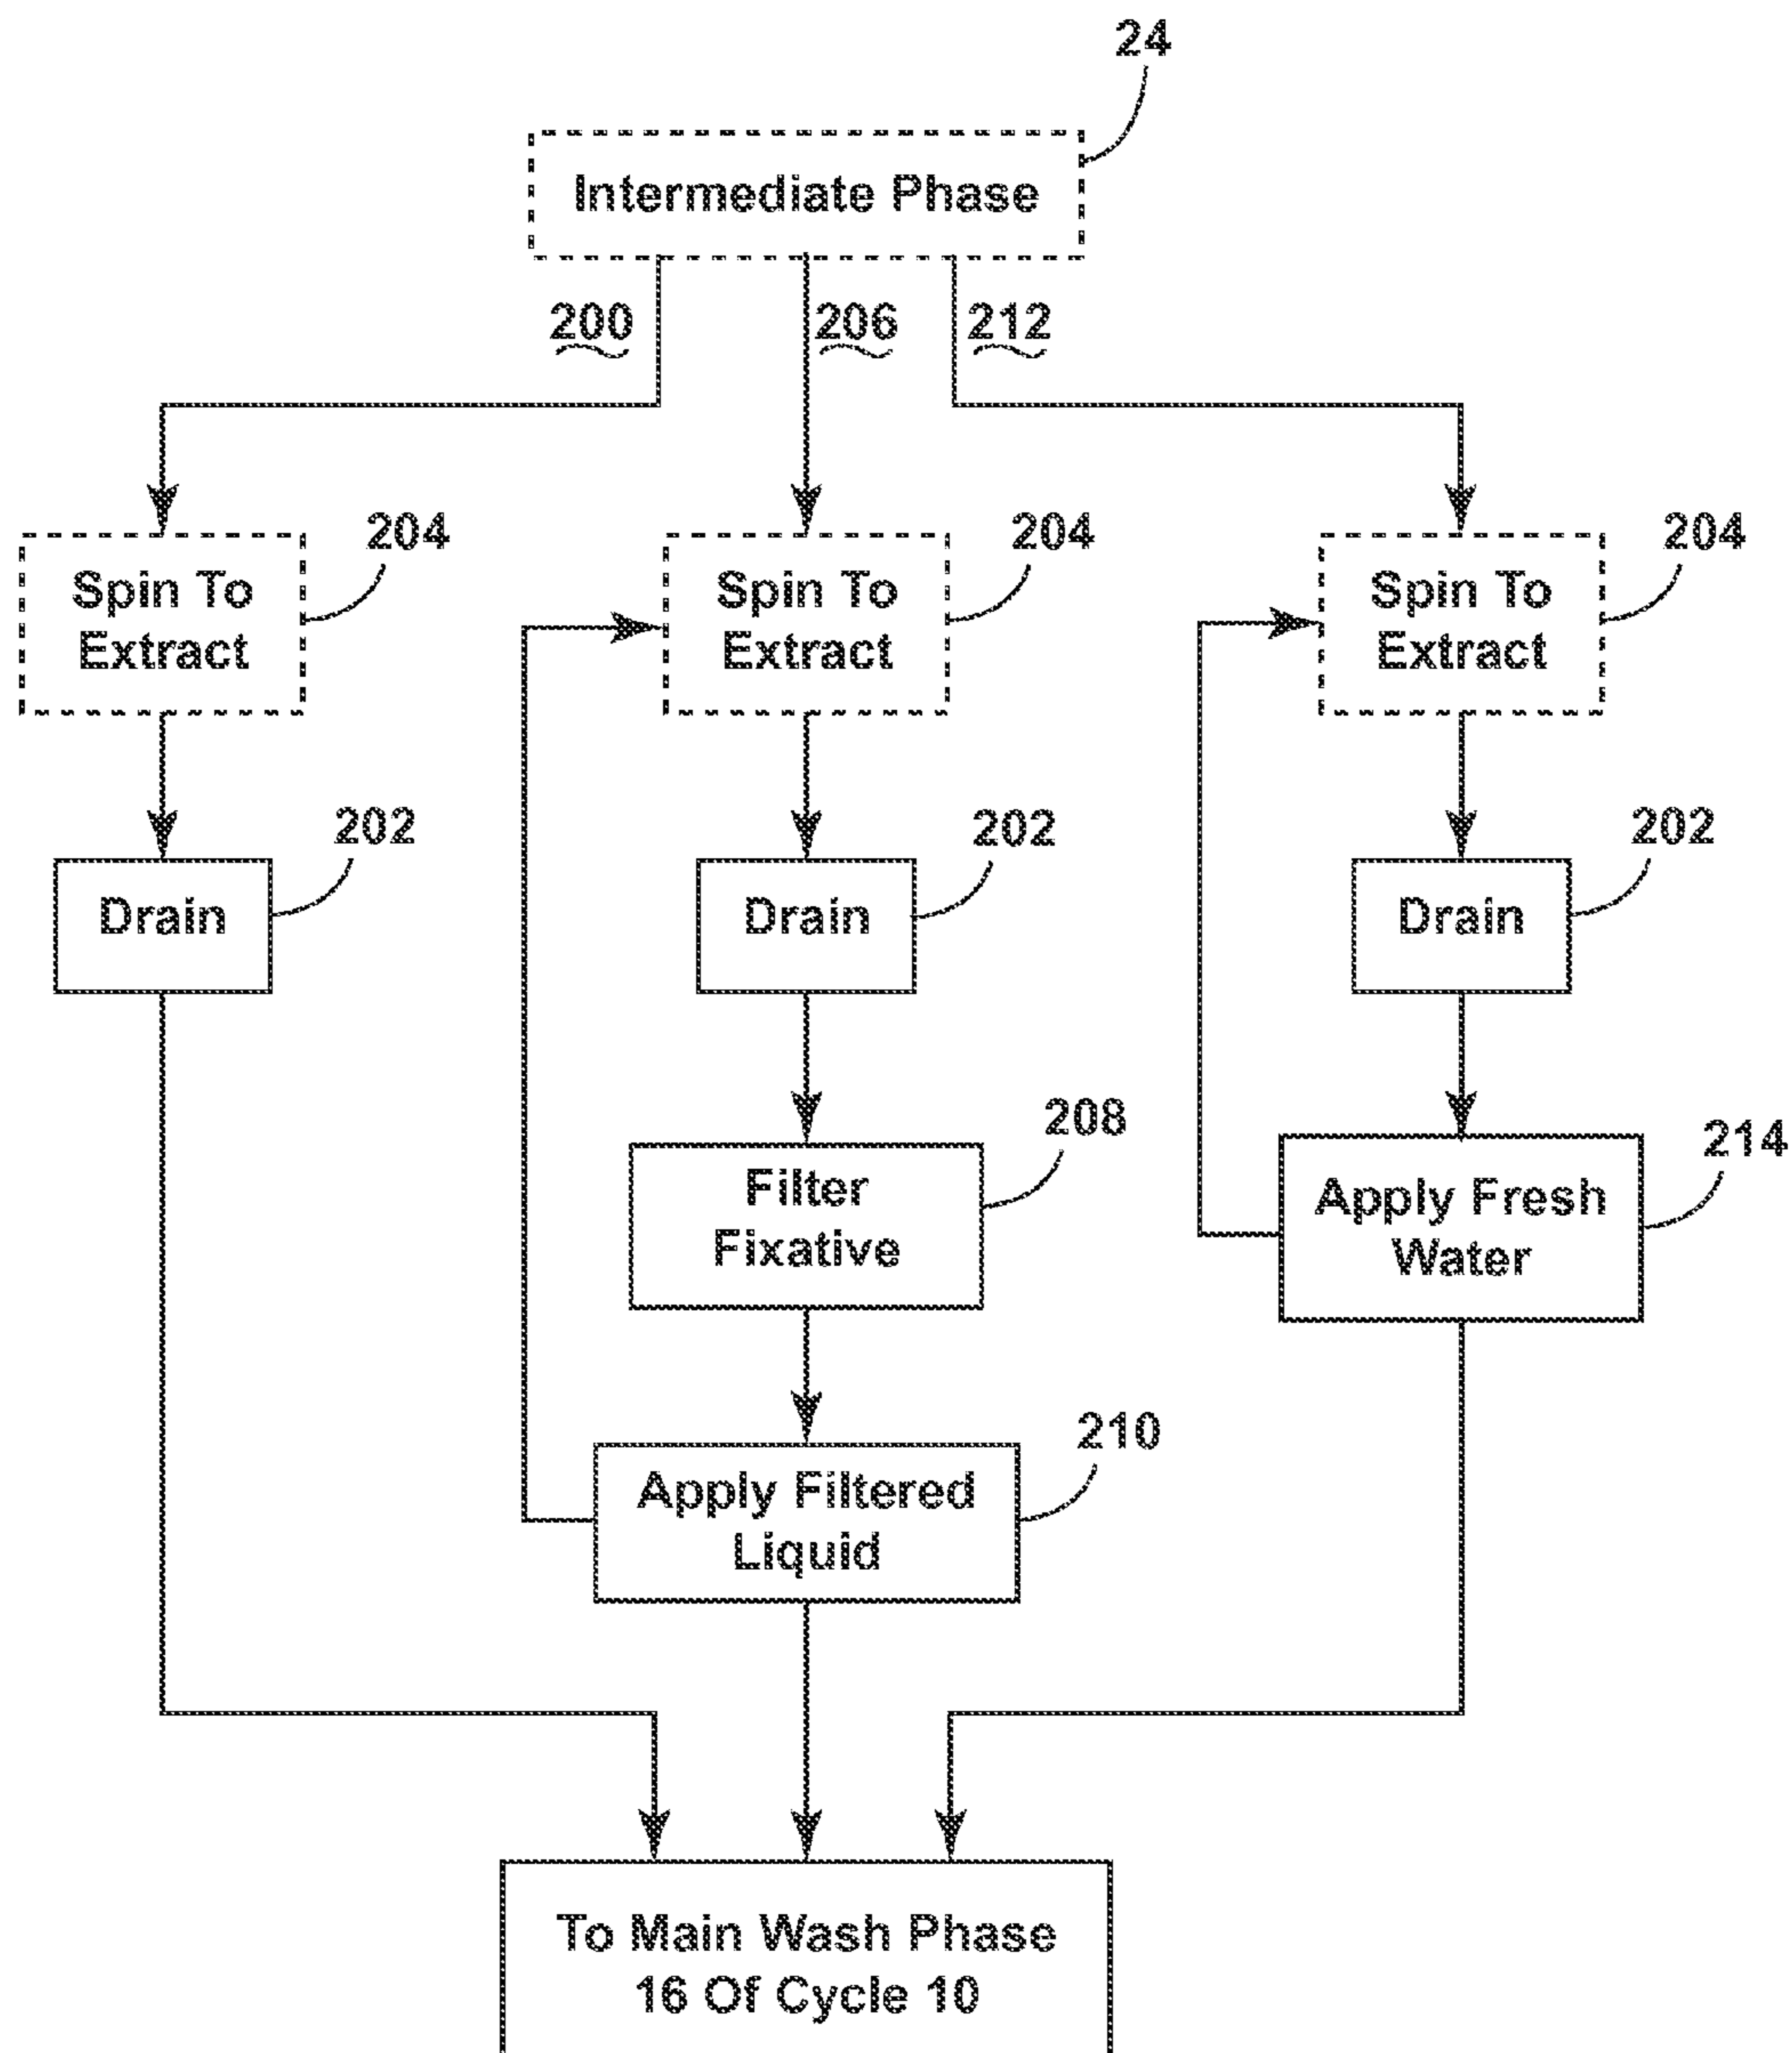 24
Intermediate Phase
200
206
212
204
Spin To
Extract
204
Spin To
Extract
204
Spin To
Extract
202
Drain
202
Drain
202
Drain
208
Filter
Fixative
214
Apply Fresh
Water
210
Apply Filtered
Liquid
To Main Wash Phase
16 Of Cycle 10